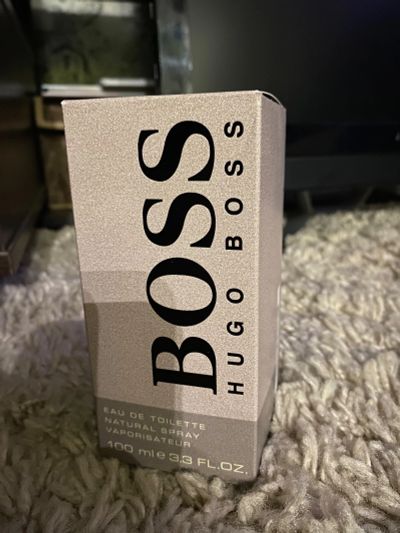 BOSS
HUGO BOSS
EAU DE TOILETTE
NATURAL SPRAY
VAPORISATEUR
100 ml e 3.3 FL.OZ.